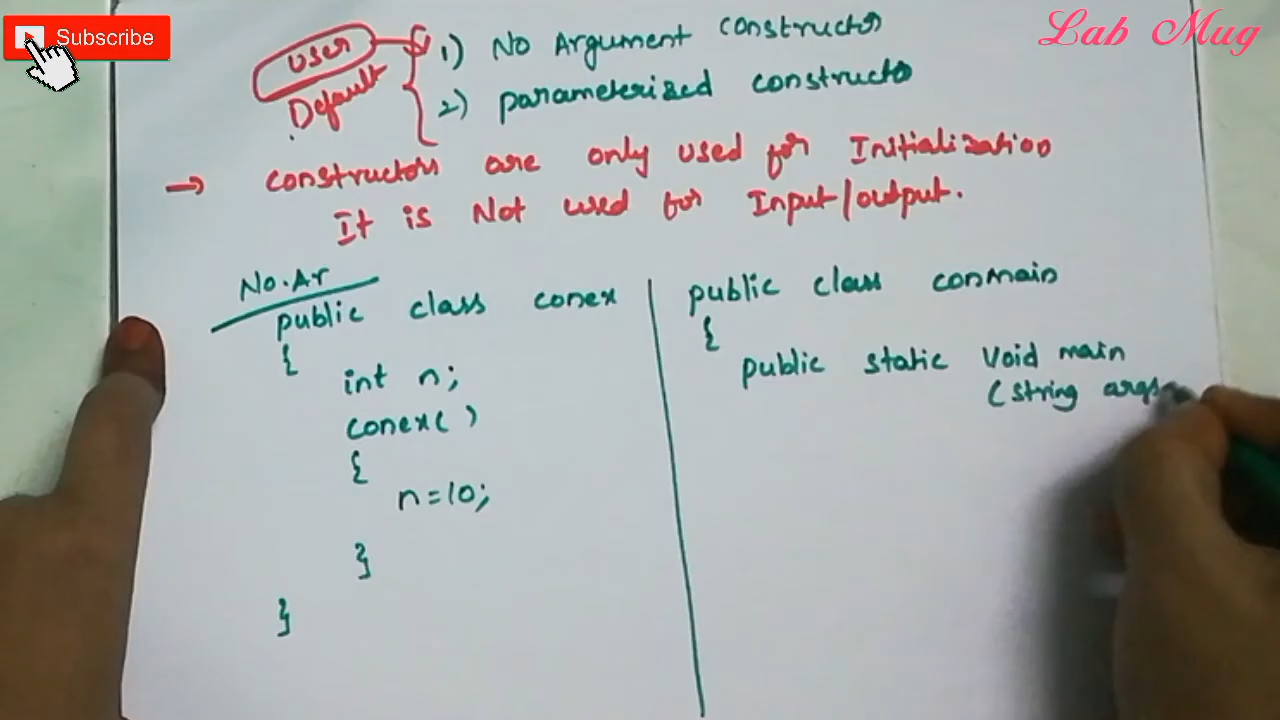 Subscribe
Lab Mug
User
Default
1) No Argument constructor
2) parameterized constructo
→ constructors are only used for Initialization
It is Not used for Input/output.
No.Ar
public class conex
{
int n;
conex( )
{
n=10;
}
}
public class conmain
{
public static void main
(string args